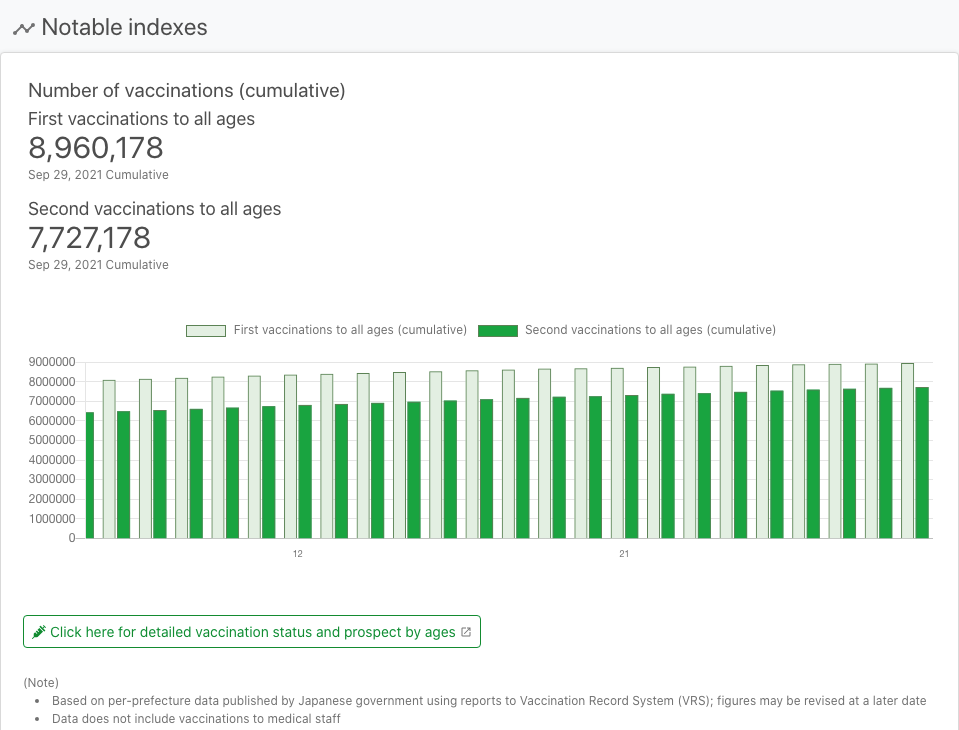 Notable indexes
Number of vaccinations (cumulative)
First vaccinations to all ages
8,960,178
Sep 29, 2021 Cumulative
Second vaccinations to all ages
7,727,178
Sep 29, 2021 Cumulative
First vaccinations to all ages (cumulative) Second vaccinations to all ages (cumulative)
9000000
8000000
7000000
6000000
5000000
4000000
3000000
2000000
1000000
0
12 21
Click here for detailed vaccination status and prospect by ages
(Note)
• Based on per-prefecture data published by Japanese government using reports to Vaccination Record System (VRS); figures may be revised at a later date
• Data does not include vaccinations to medical staff